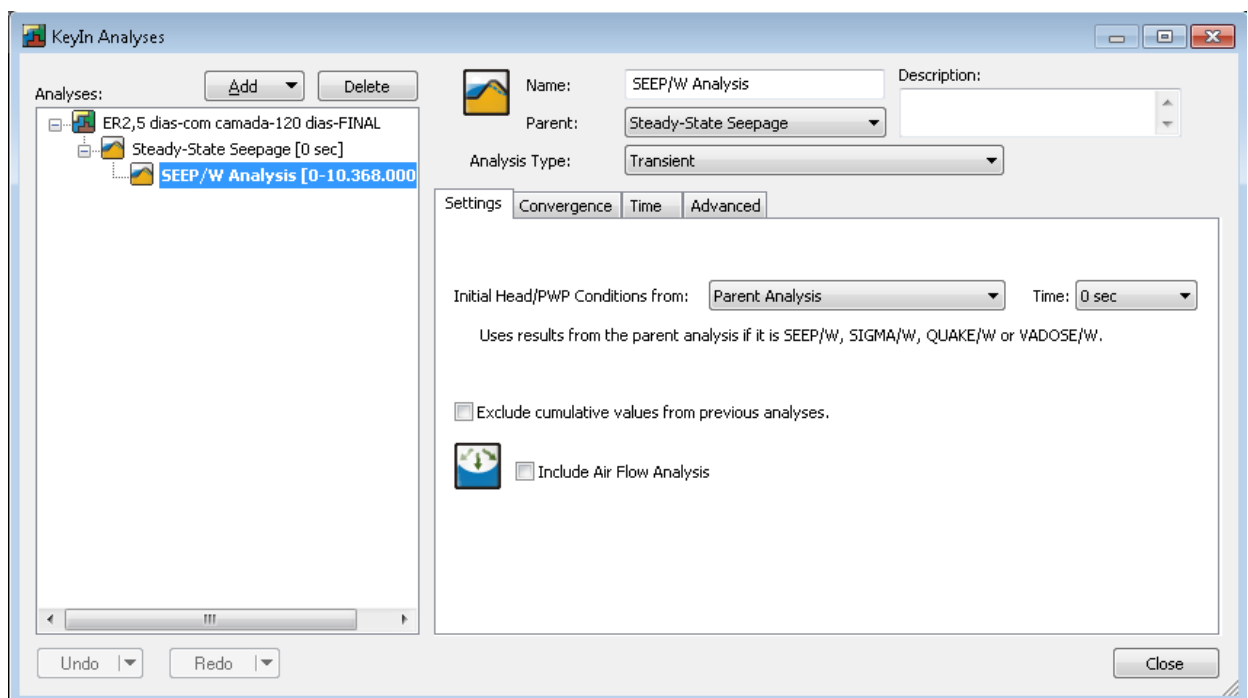 KeyIn Analyses
Analyses:
Add
Delete
ER2,5 dias-com camada-120 dias-FINAL
Steady-State Seepage [0 sec]
SEEP/W Analysis [0-10.368.000
Name:
SEEP/W Analysis
Description:
Parent:
Steady-State Seepage
Analysis Type:
Transient
Settings
Convergence
Time
Advanced
Initial Head/PWP Conditions from:
Parent Analysis
Time:
0 sec
Uses results from the parent analysis if it is SEEP/W, SIGMA/W, QUAKE/W or VADOSE/W.
Exclude cumulative values from previous analyses.
Include Air Flow Analysis
Undo
Redo
Close